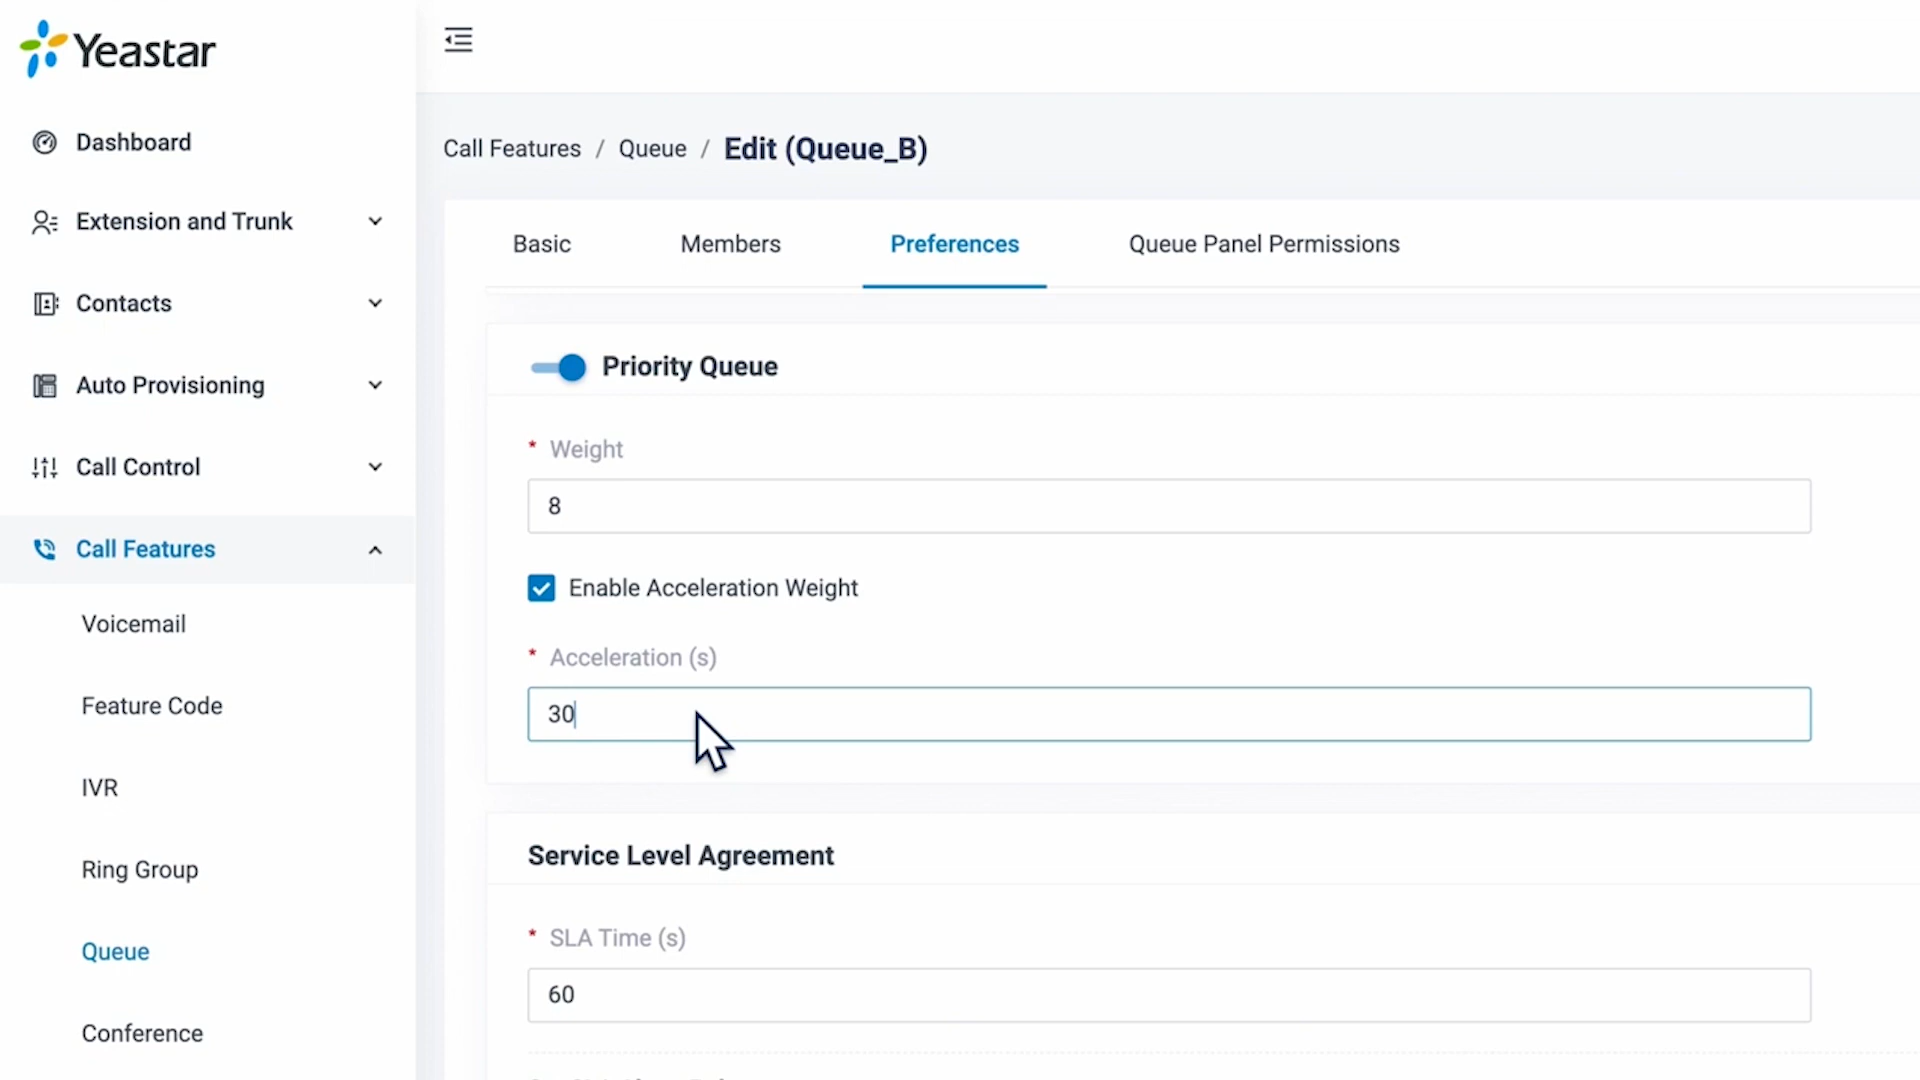 Yeastar
Dashboard
Extension and Trunk
Contacts
Auto Provisioning
Call Control
Call Features
Voicemail
Feature Code
IVR
Ring Group
Queue
Conference
Call Features / Queue / Edit (Queue_B)
Basic Members Preferences Queue Panel Permissions
Priority Queue
* Weight
8
Enable Acceleration Weight
* Acceleration (s)
30
Service Level Agreement
* SLA Time (s)
60